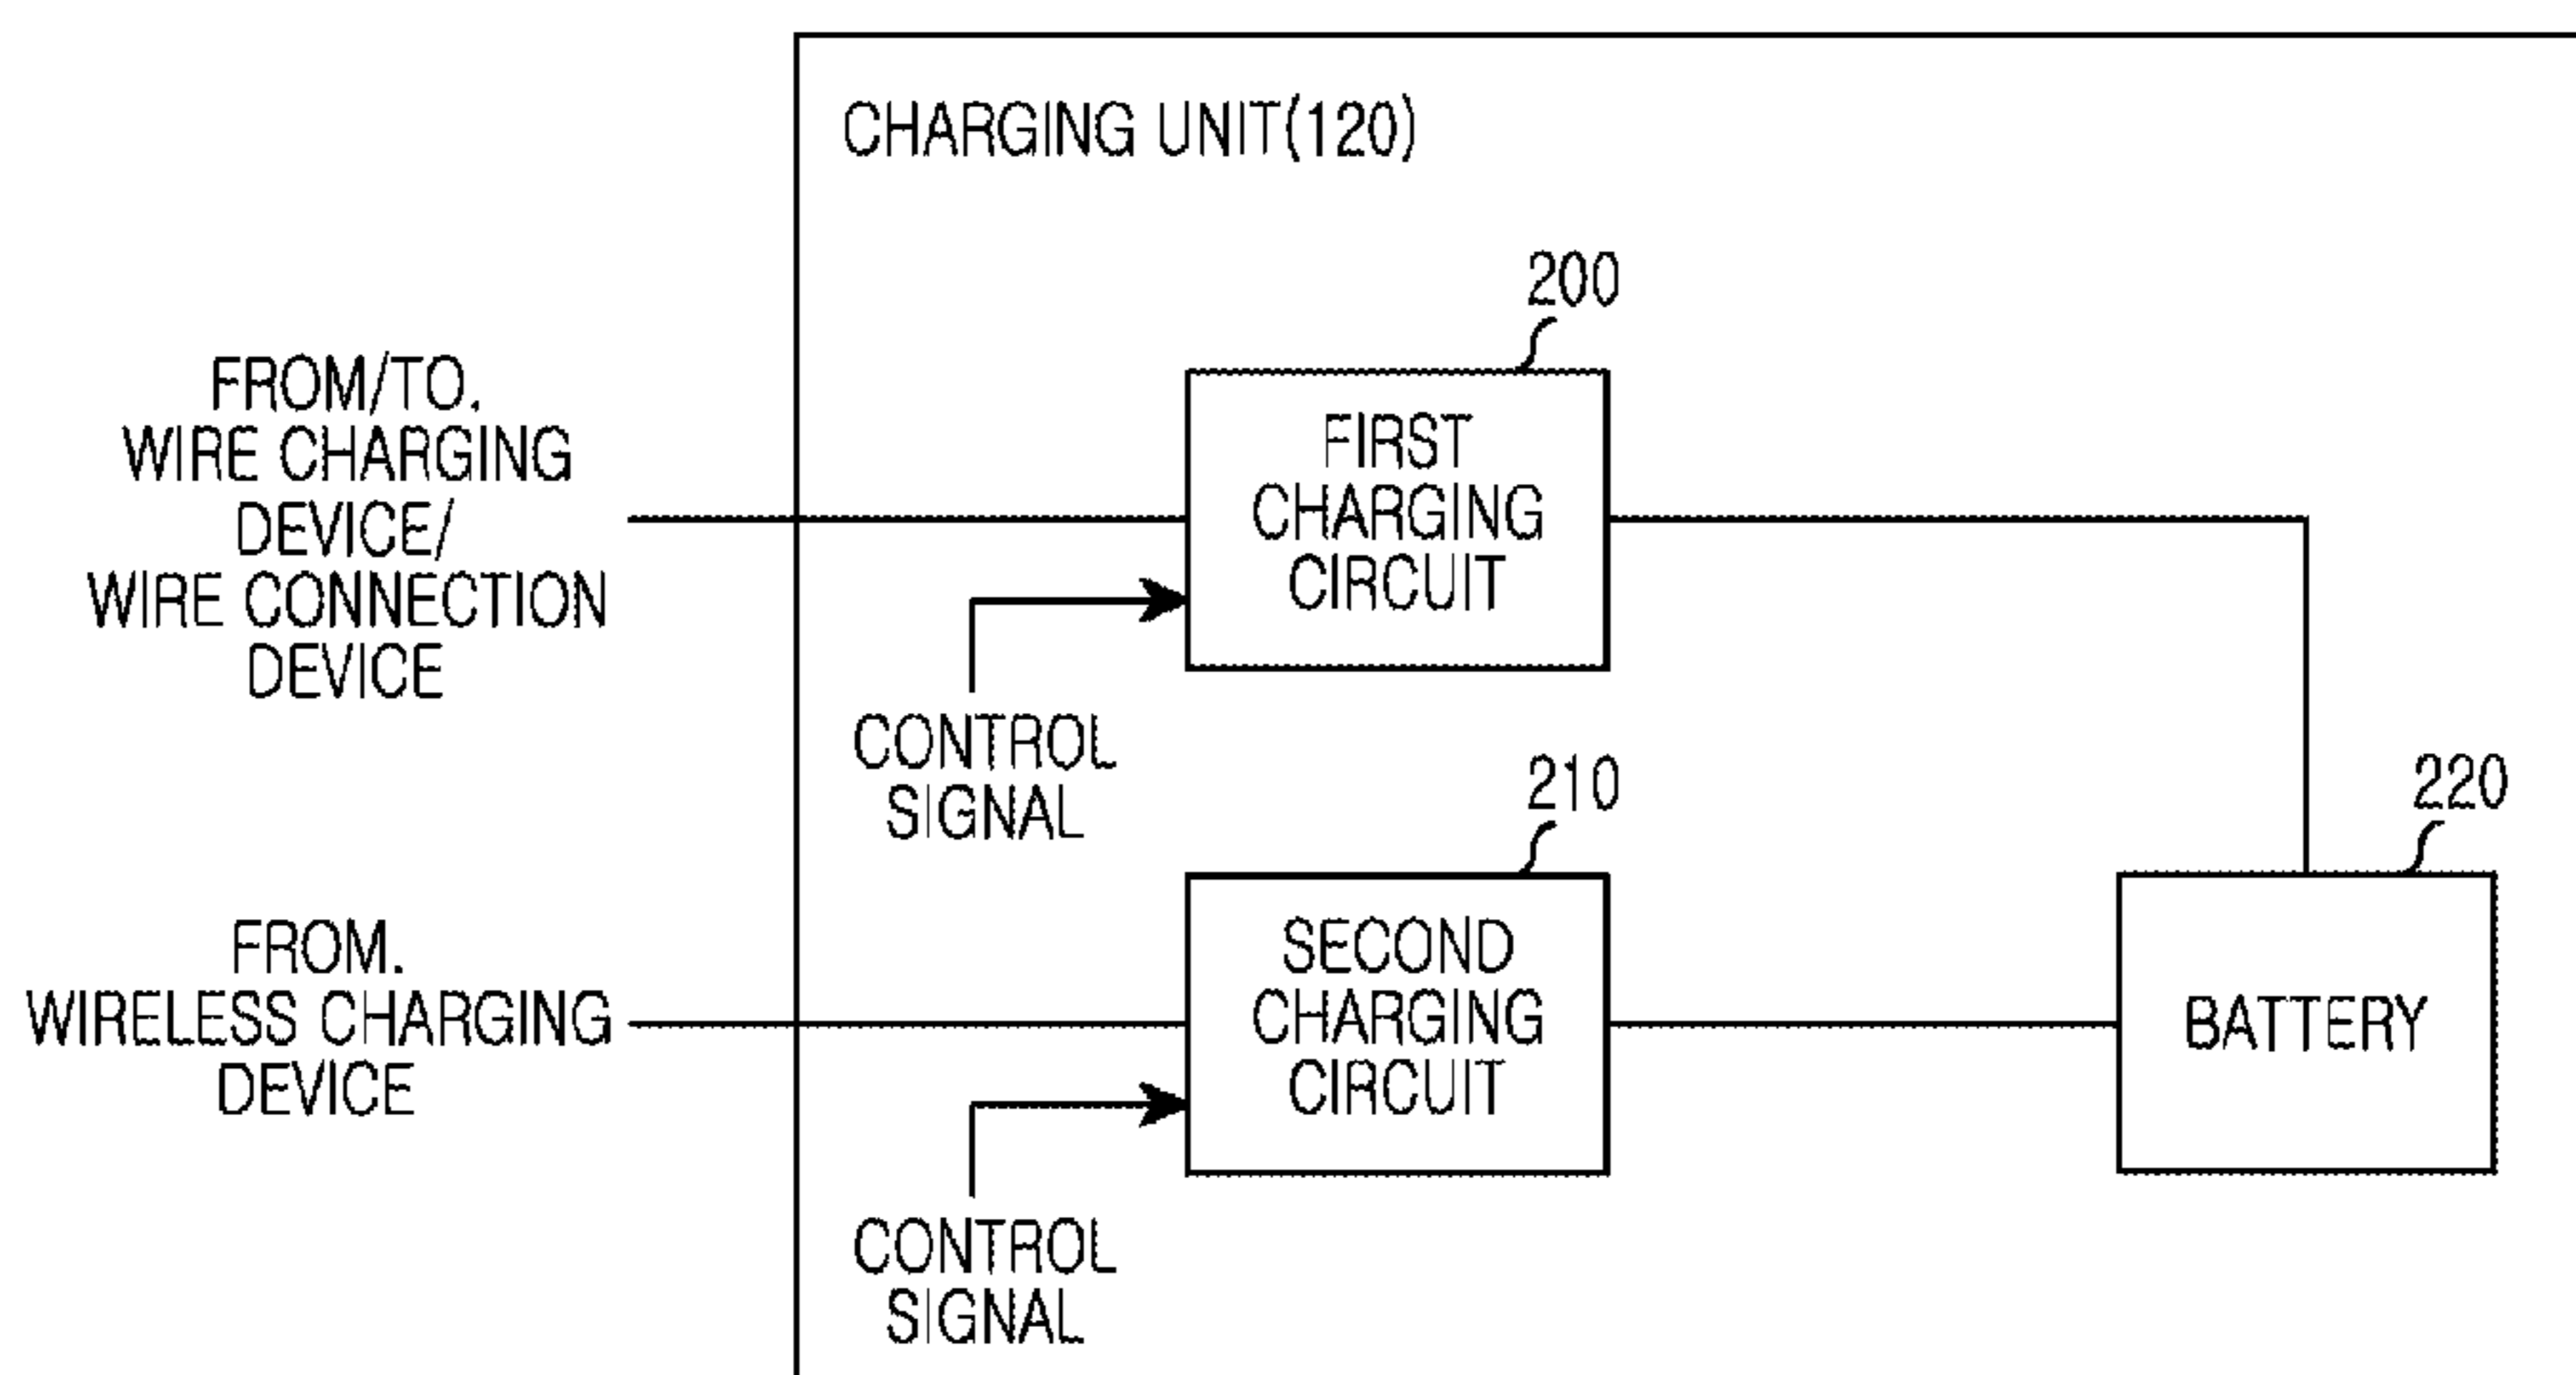 CHARGING UNIT(120)
200
FROM/TO.
WIRE CHARGING
DEVICE/
WIRE CONNECTION
DEVICE
FIRST
CHARGING
CIRCUIT
CONTROL
SIGNAL
210
220
FROM.
WIRELESS CHARGING
DEVICE
SECOND
CHARGING
CIRCUIT
BATTERY
CONTROL
SIGNAL